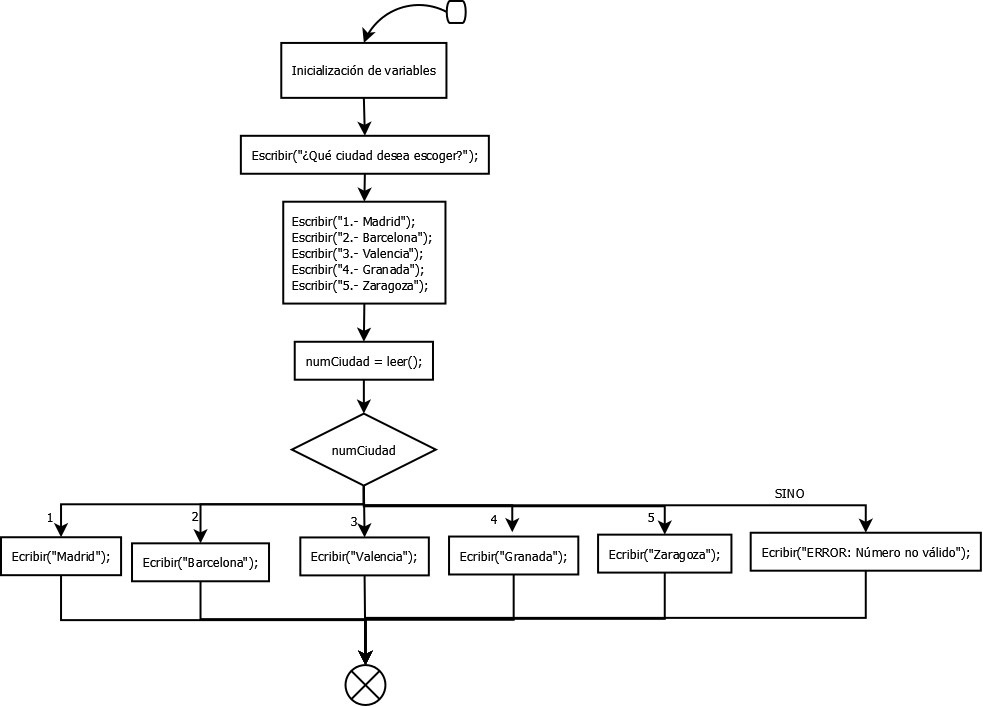 Inicialización de variables
Escribir("¿Qué ciudad desea escoger?");
Escribir("1.- Madrid");
Escribir("2.- Barcelona");
Escribir("3.- Valencia");
Escribir("4.- Granada");
Escribir("5.- Zaragoza");
numCiudad = leer();
numCiudad
SINO
1
2
3
4
5
Ecribir("Madrid");
Ecribir("Barcelona");
Ecribir("Valencia");
Ecribir("Granada");
Ecribir("Zaragoza");
Ecribir("ERROR: Número no válido");